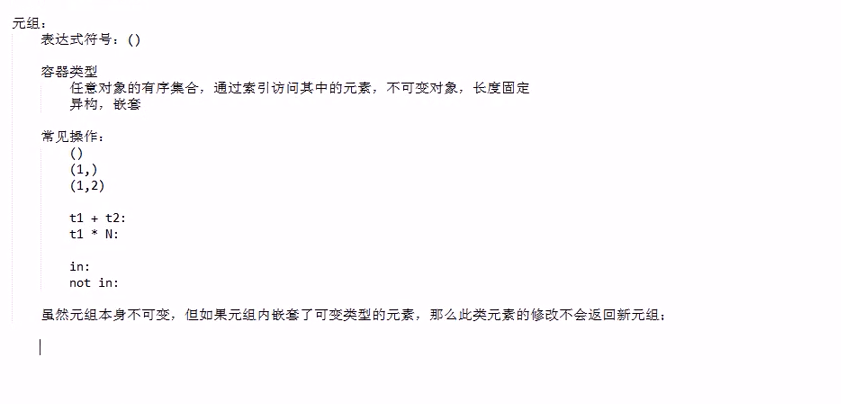 元组：
表达式符号：()
容器类型
任意对象的有序集合，通过索引访问其中的元素，不可变对象，长度固定
异构，嵌套
常见操作：
()
(1,)
(1,2)
t1 + t2:
t1 * N:
in:
not in:
虽然元组本身不可变，但如果元组内嵌套了可变类型的元素，那么此类元素的修改不会返回新元组；